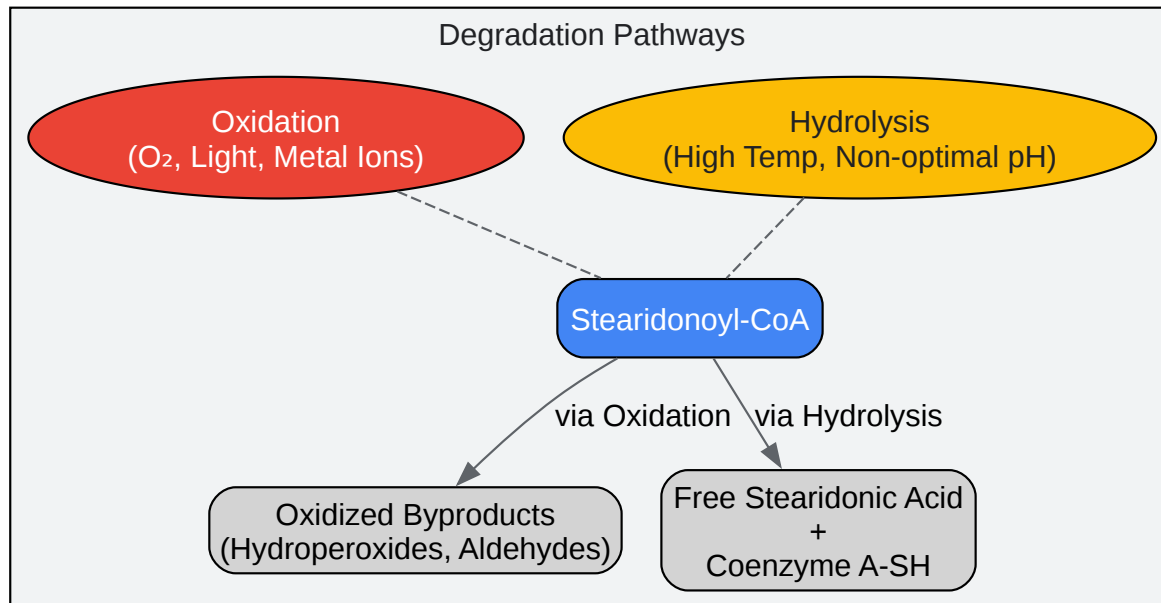 Degradation Pathways
Oxidation
(O₂, Light, Metal Ions)
Hydrolysis
(High Temp, Non-optimal pH)
Stearidonoyl-CoA
via Oxidation
via Hydrolysis
Oxidized Byproducts
(Hydroperoxides, Aldehydes)
Free Stearidonic Acid
+
Coenzyme A-SH